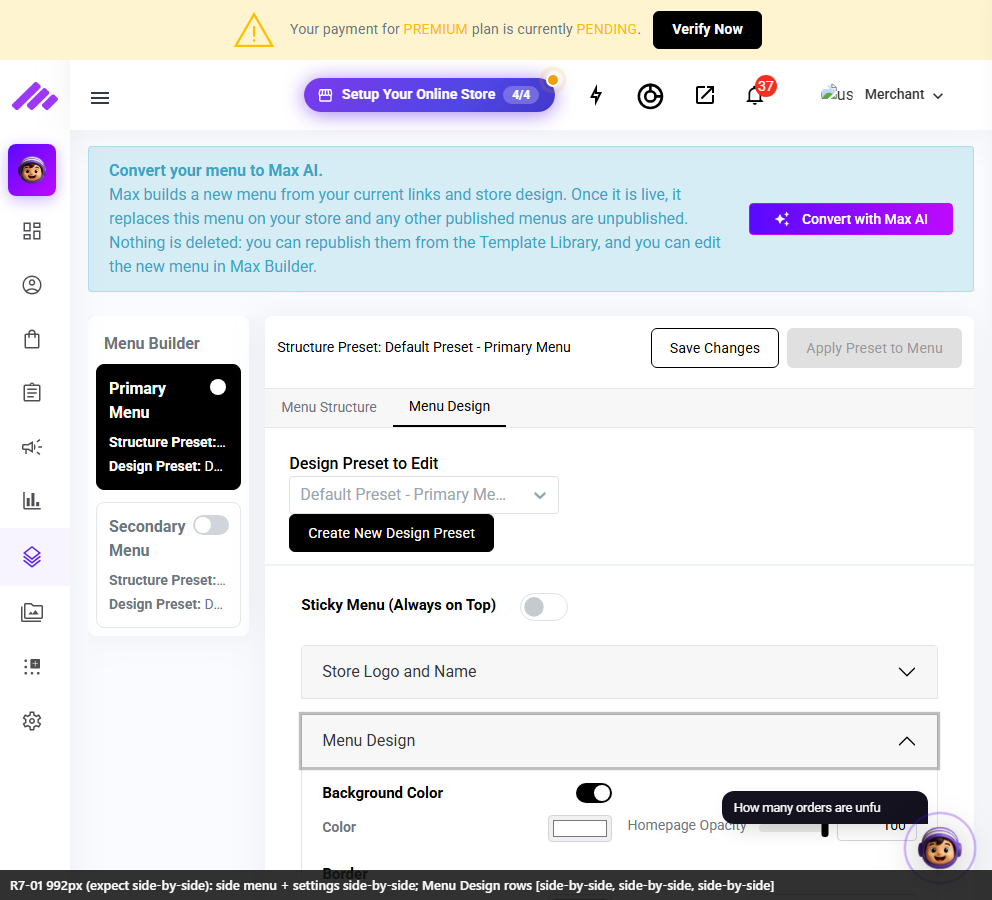 Your payment for PREMIUM plan is currently PENDING.
Verify Now
Setup Your Online Store 4/4
37
us
Merchant
Convert your menu to Max AI.
Max builds a new menu from your current links and store design. Once it is live, it
replaces this menu on your store and any other published menus are unpublished.
Nothing is deleted: you can republish them from the Template Library, and you can edit
the new menu in Max Builder.
Convert with Max AI
Menu Builder
Primary
Menu
Structure Preset:...
Design Preset: D...
Secondary
Menu
Structure Preset:...
Design Preset: D...
Structure Preset: Default Preset - Primary Menu
Save Changes
Apply Preset to Menu
Menu Structure
Menu Design
Design Preset to Edit
Default Preset - Primary Me...
Create New Design Preset
Sticky Menu (Always on Top)
Store Logo and Name
Menu Design
Background Color
How many orders are unfu
Color
Homepage Opacity
100
Border
R7-01 992px (expect side-by-side): side menu + settings side-by-side; Menu Design rows [side-by-side, side-by-side, side-by-side]